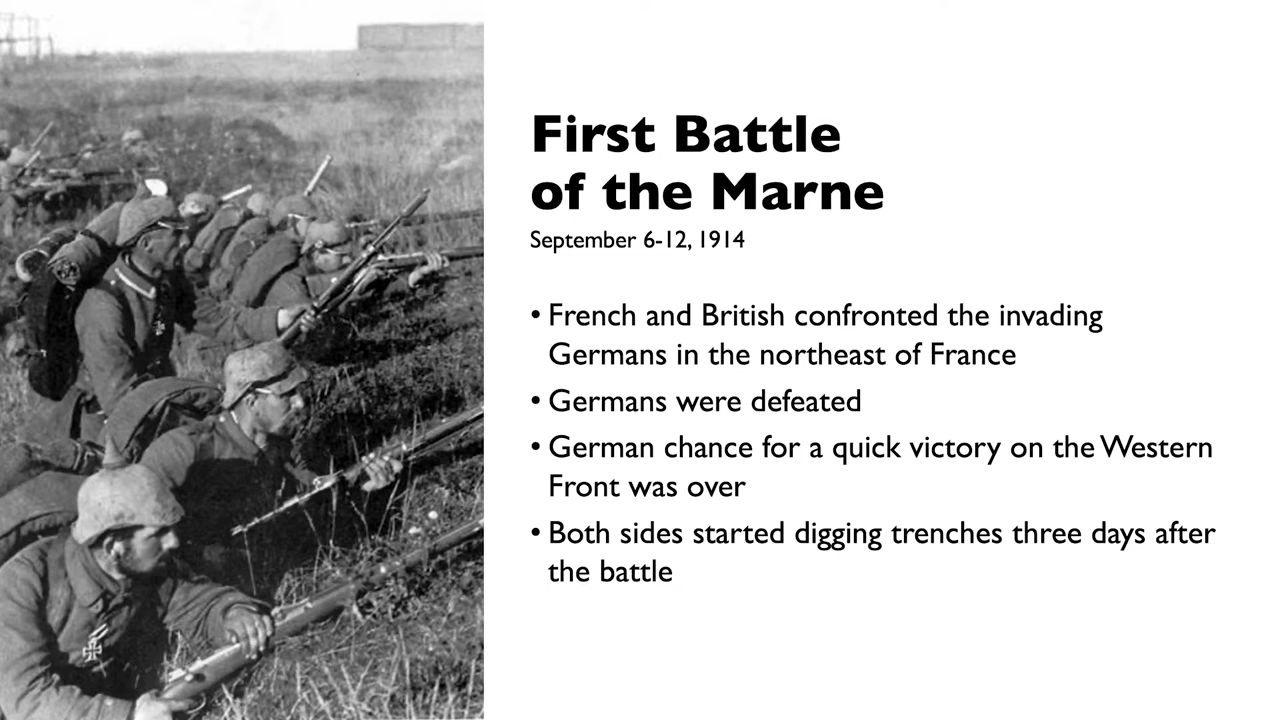 First Battle
of the Marne
September 6-12, 1914
• French and British confronted the invading
Germans in the northeast of France
• Germans were defeated
• German chance for a quick victory on the Western
Front was over
• Both sides started digging trenches three days after
the battle